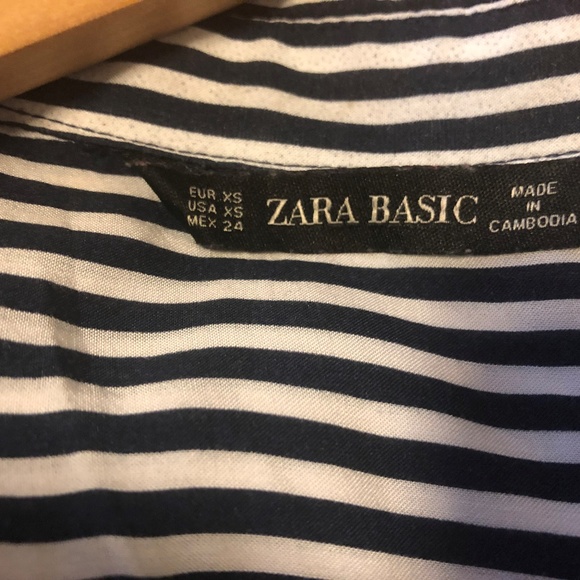 EUR XS
USA XS
MEX 24
ZARA BASIC
MADE
IN
CAMBODIA